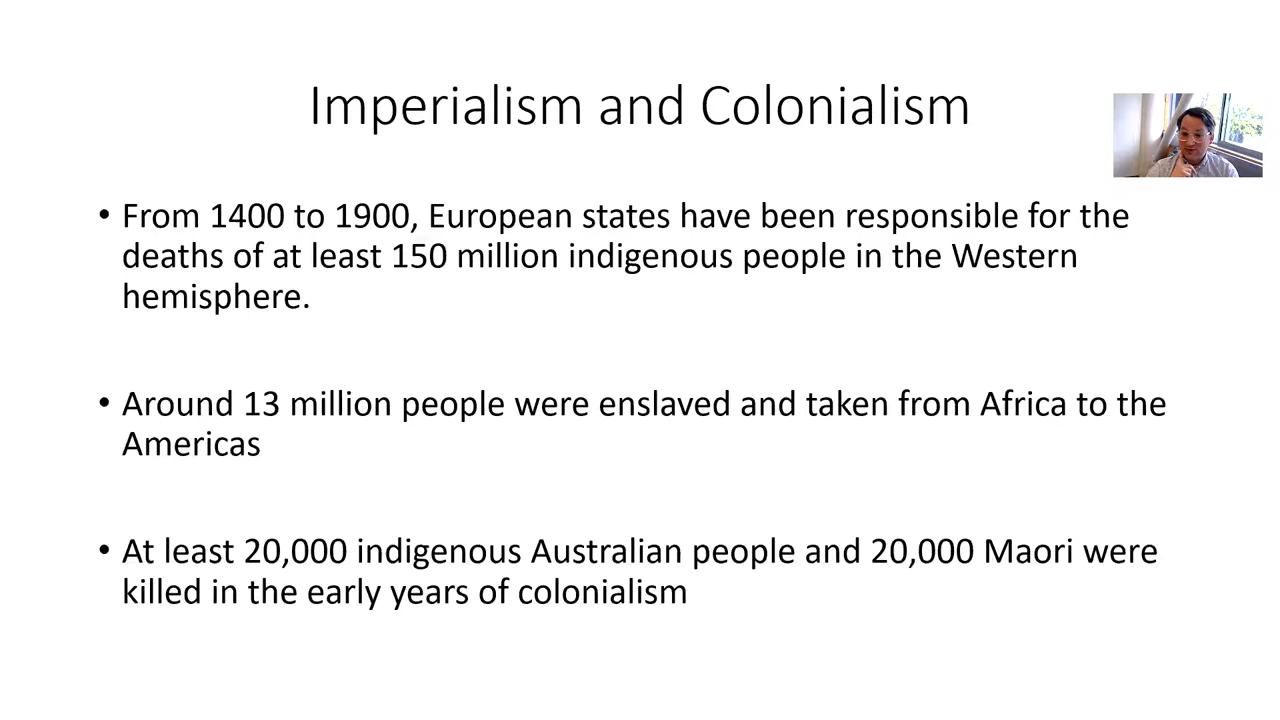 Imperialism and Colonialism
• From 1400 to 1900, European states have been responsible for the
deaths of at least 150 million indigenous people in the Western
hemisphere.
• Around 13 million people were enslaved and taken from Africa to the
Americas
• At least 20,000 indigenous Australian people and 20,000 Maori were
killed in the early years of colonialism